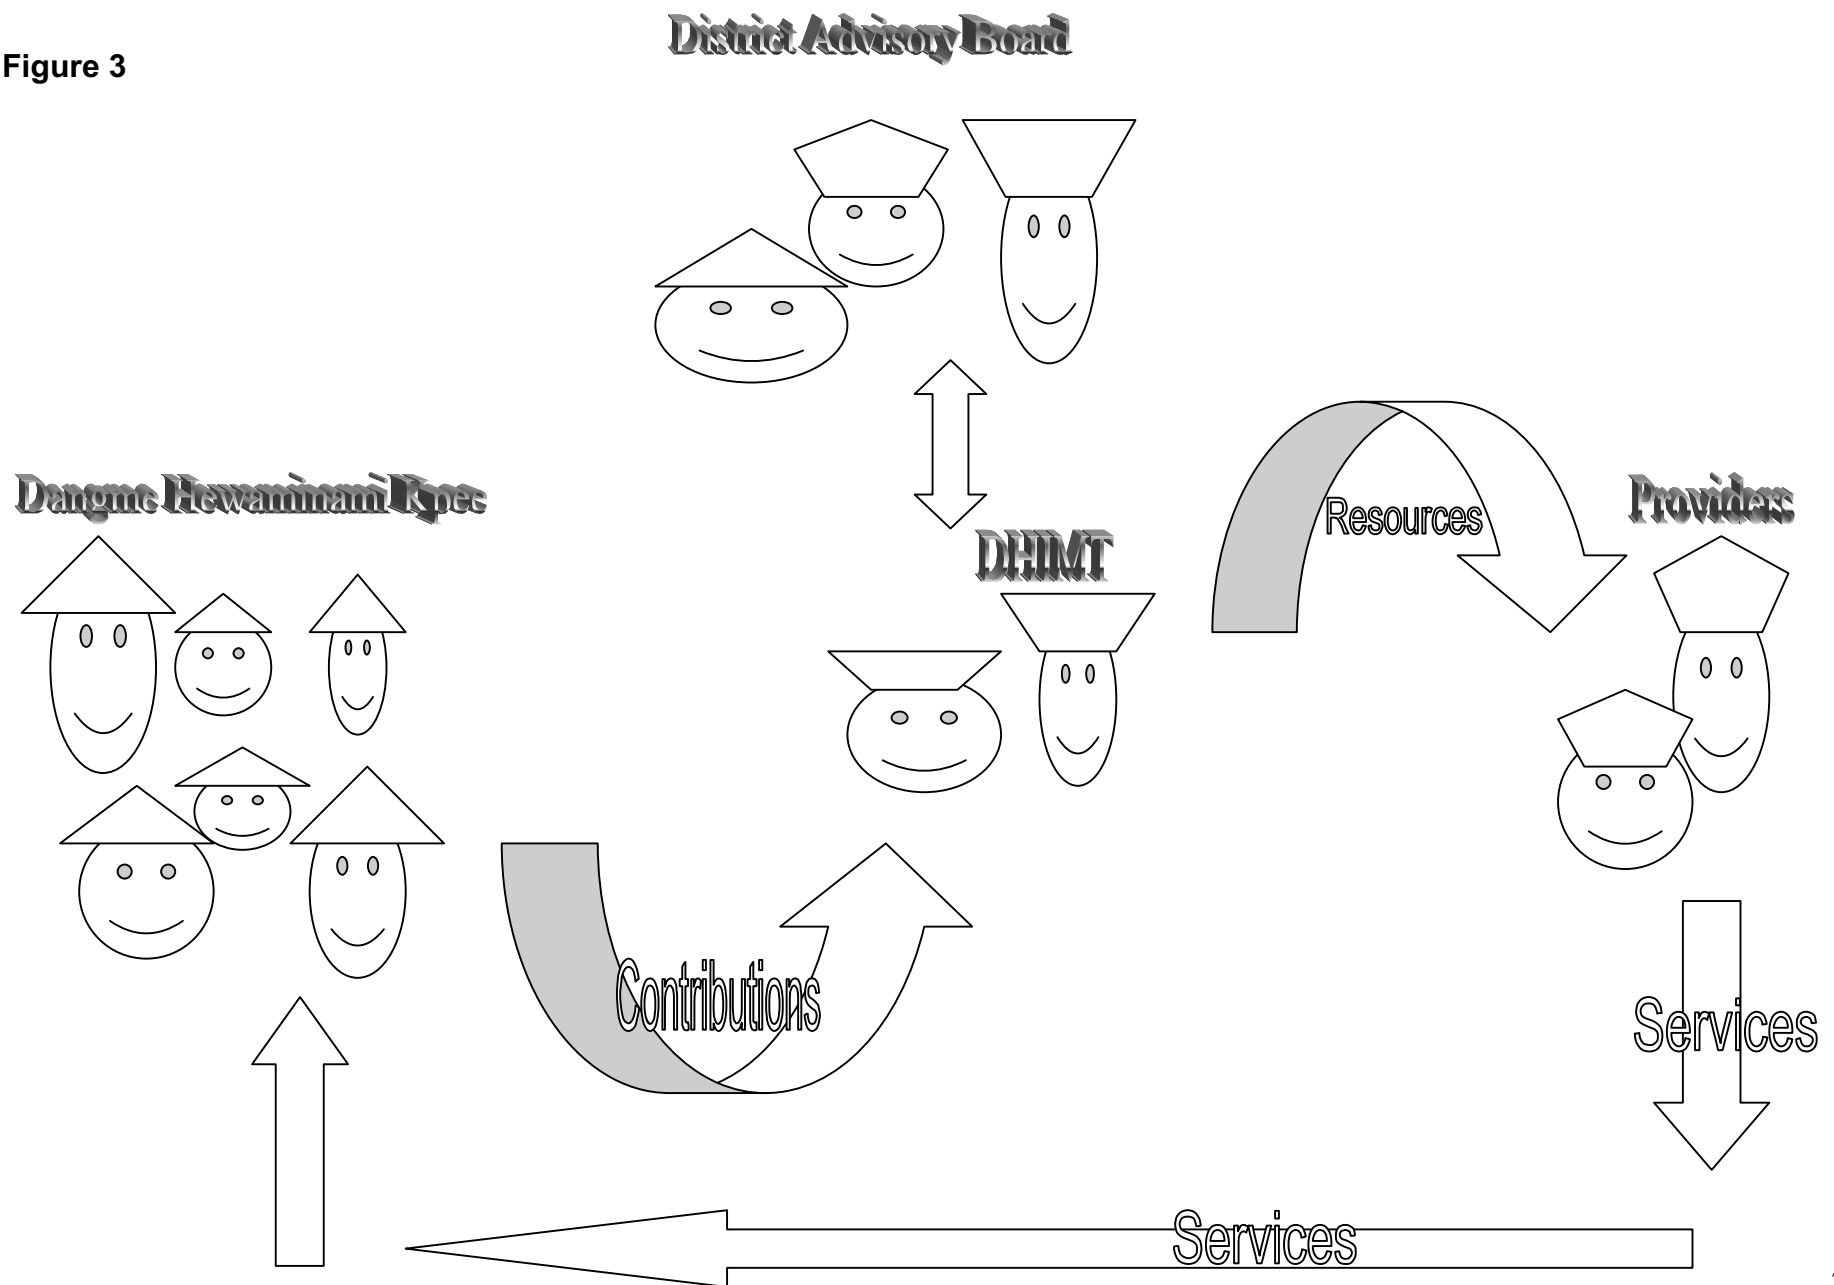 District Advisory Board
Figure 3
Dangme Hewaminami Kpee
Resources
Providers
DHIMT
Contributions
Services
Services